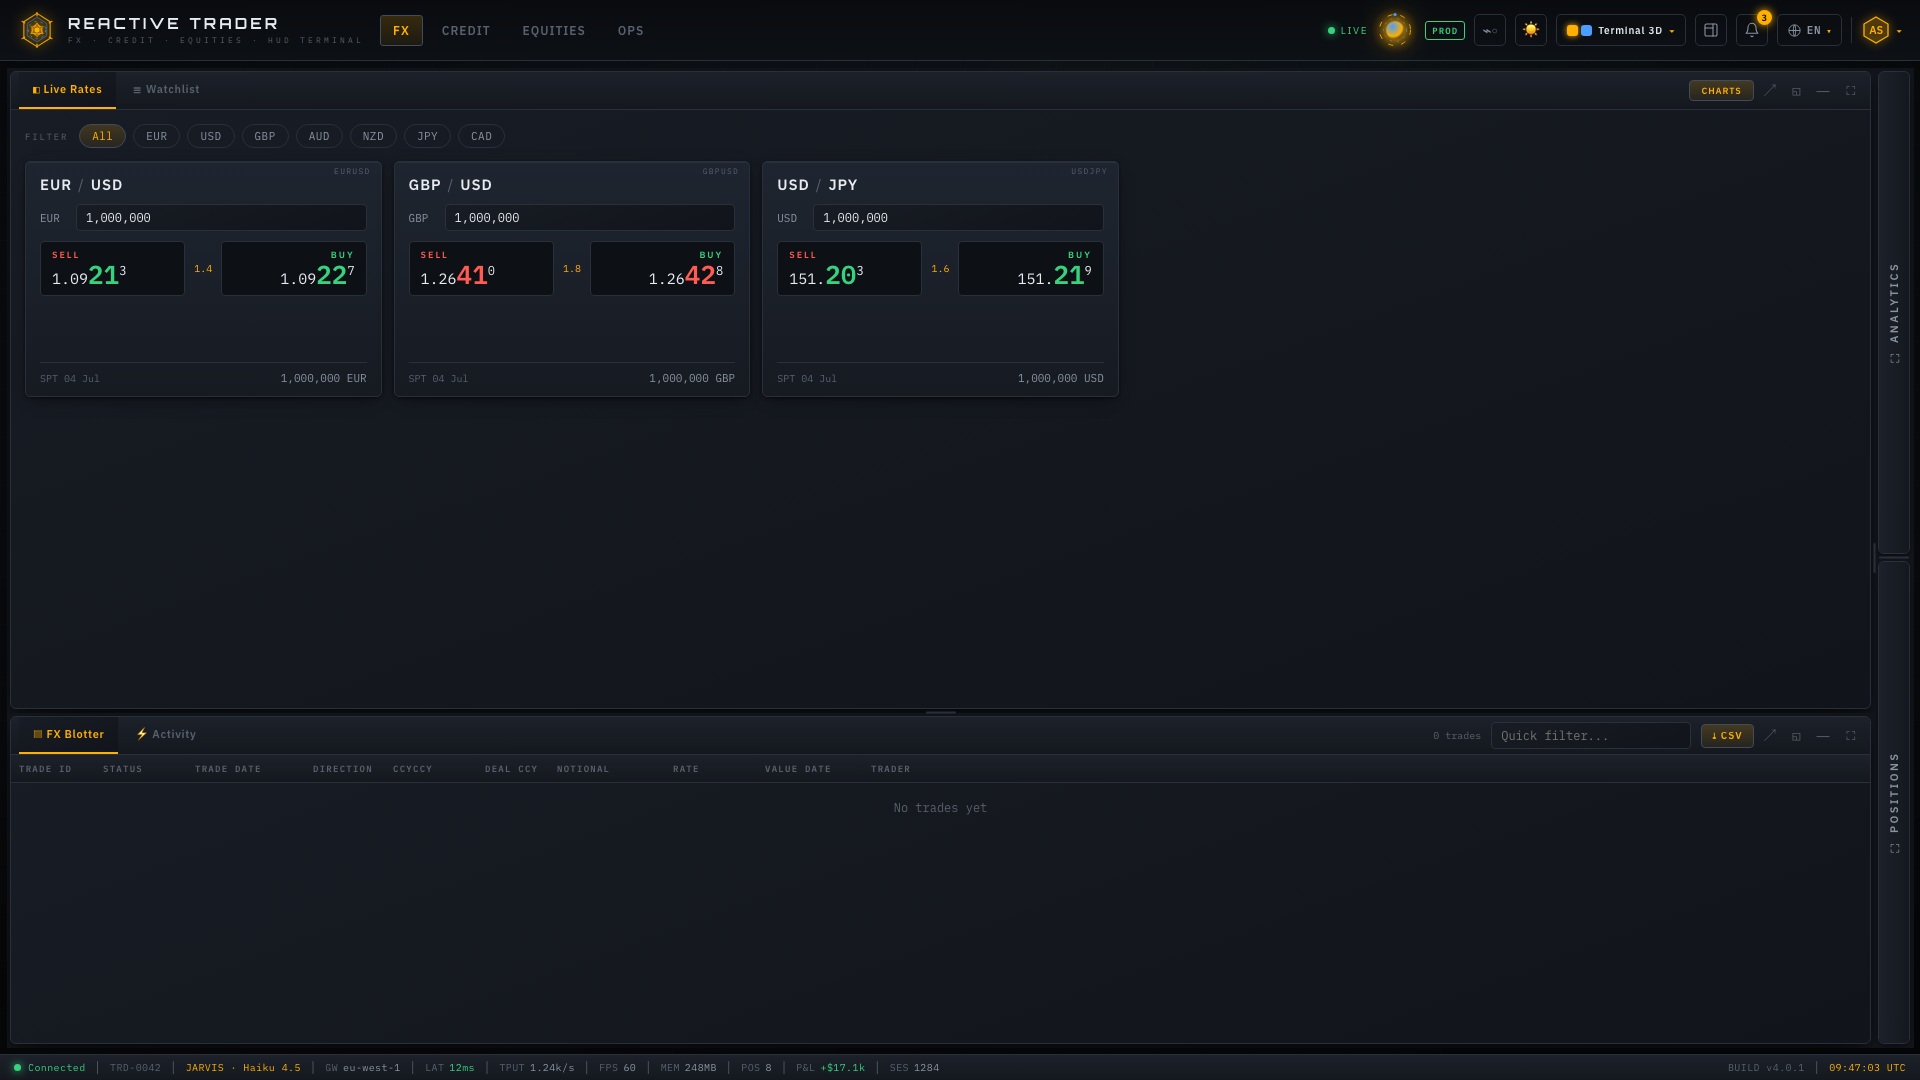 REACTIVE TRADER
FX · CREDIT · EQUITIES · HUD TERMINAL
FX CREDIT EQUITIES OPS
LIVE
PROD
Terminal 3D
3
EN
AS
Live Rates
Watchlist
CHARTS
FILTER All EUR USD GBP AUD NZD JPY CAD
EURUSD
EUR / USD
EUR 1,000,000
SELL
1.09213
1.4
BUY
1.09227
SPT 04 Jul 1,000,000 EUR
GBPUSD
GBP / USD
GBP 1,000,000
SELL
1.26410
1.8
BUY
1.26428
SPT 04 Jul 1,000,000 GBP
USDJPY
USD / JPY
USD 1,000,000
SELL
151.203
1.6
BUY
151.219
SPT 04 Jul 1,000,000 USD
ANALYTICS
POSITIONS
FX Blotter
Activity
0 trades
Quick filter...
↓ CSV
TRADE ID STATUS TRADE DATE DIRECTION CCYCCY DEAL CCY NOTIONAL RATE VALUE DATE TRADER
No trades yet
Connected TRD-0042 JARVIS · Haiku 4.5 GW eu-west-1 LAT 12ms TPUT 1.24k/s FPS 60 MEM 248MB POS 8 P&L +$17.1k SES 1284 BUILD v4.0.1 09:47:03 UTC